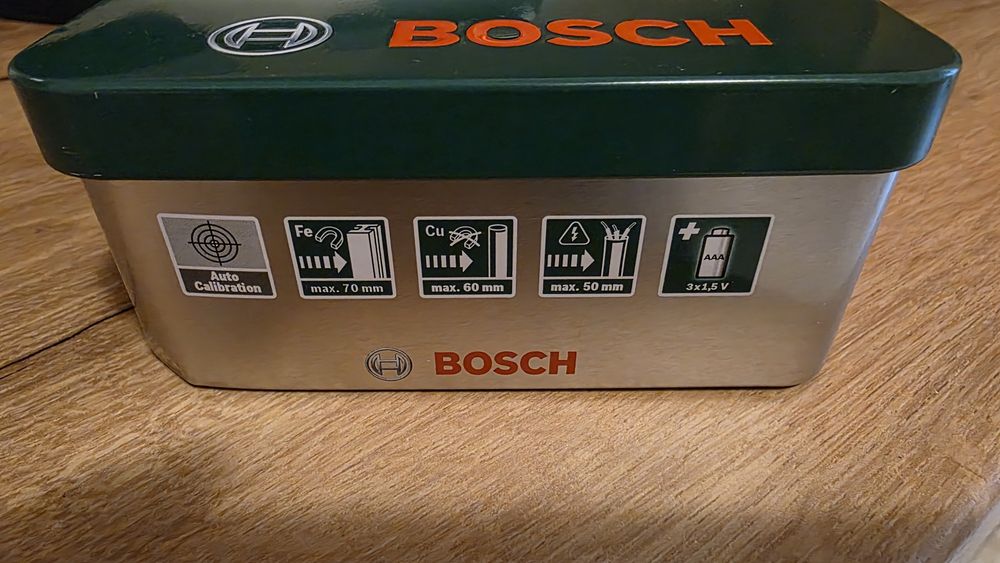 BOSCH
Auto
Calibration
Fe
max. 70 mm
Cu
max. 60 mm
max. 50 mm
AAA
3x1,5 V
BOSCH